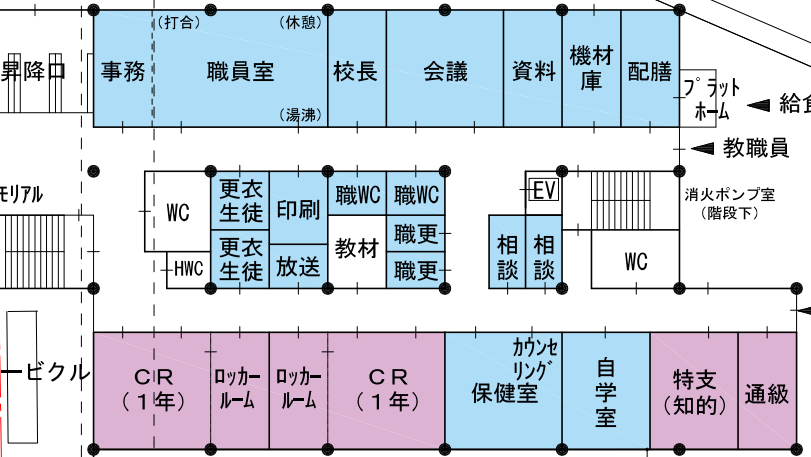 (打合)
(休憩)
昇降口
事務
職員室
校長
会議
資料
機材
庫
配膳
プラット
ホーム
給食
(湯沸)
教職員
モリアル
WC
更衣
生徒
印刷
職WC
職WC
EV
消火ポンプ室
(階段下)
教材
職更
HWC
更衣
生徒
放送
職更
相
談
相
談
WC
ービクル
CR
(1年)
ロッカー
ルーム
ロッカー
ルーム
CR
(1年)
カウンセ
リング
保健室
自
学
室
特支
(知的)
通級